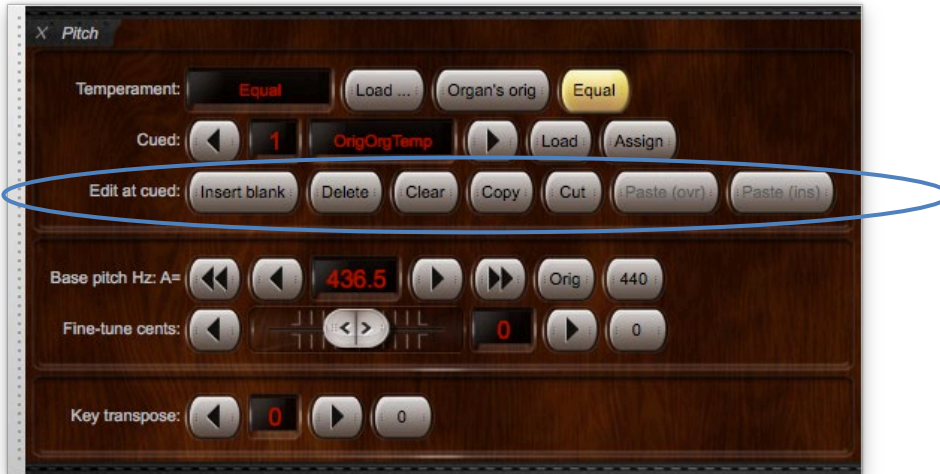 X Pitch
Temperament: Equal Load ... Organ's orig Equal
Cued: 1 OrigOrgTemp Load Assign
Edit at cued: Insert blank Delete Clear Copy Cut Paste (ovr) Paste (ins)
Base pitch Hz: A= 436.5 Orig 440
Fine-tune cents: < > 0 0
Key transpose: 0 0